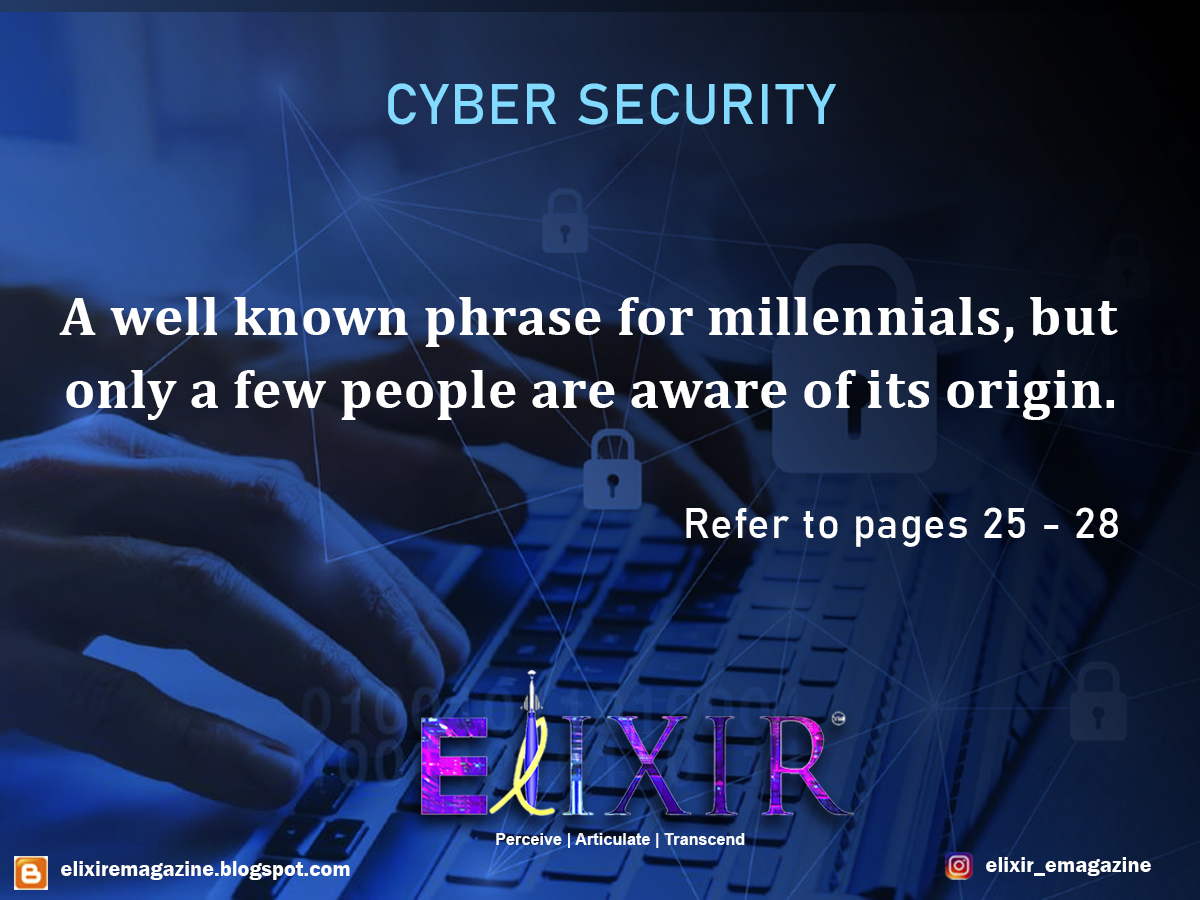 CYBER SECURITY
A well known phrase for millennials, but
only a few people are aware of its origin.
Refer to pages 25 - 28
ElIXIR
Perceive | Articulate | Transcend
elixiremagazine.blogspot.com
elixir_emagazine